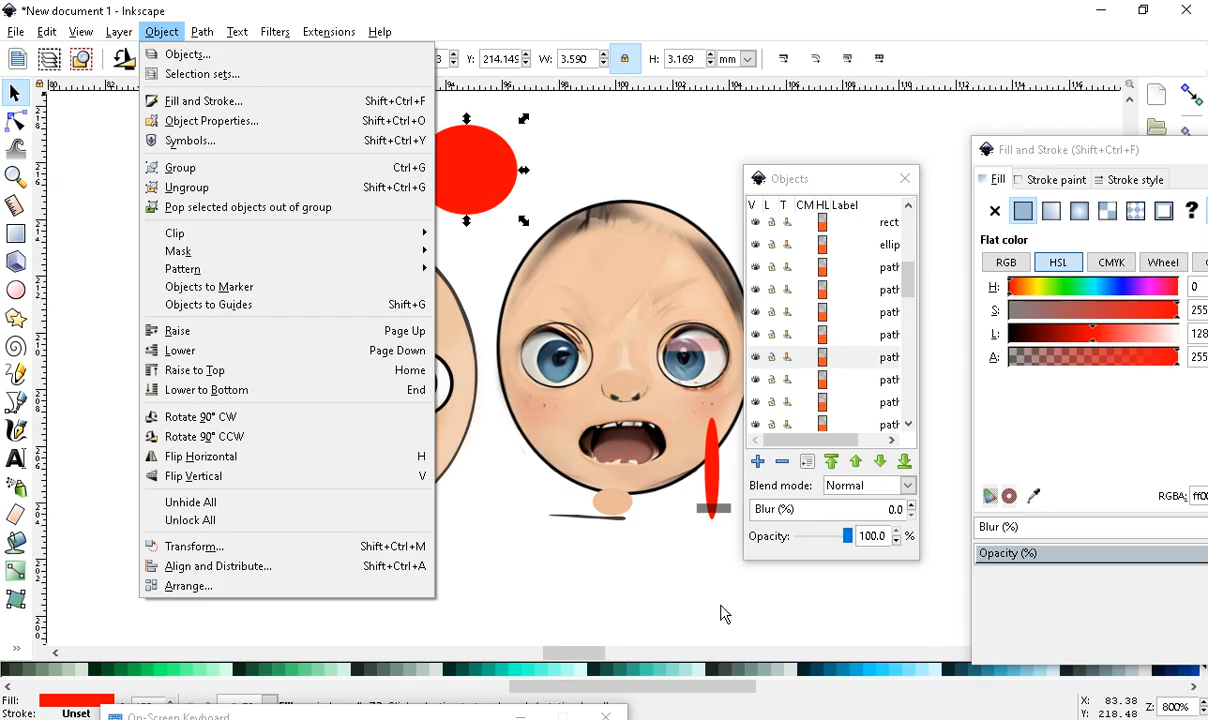 *New document 1 - Inkscape
File Edit View Layer Object Path Text Filters Extensions Help
3 Y: 214.149 W: 3.590 H: 3.169 mm
Objects...
Selection sets...
Fill and Stroke... Shift+Ctrl+F
Object Properties... Shift+Ctrl+O
Symbols... Shift+Ctrl+Y
Group Ctrl+G
Ungroup Shift+Ctrl+G
Pop selected objects out of group
Clip
Mask
Pattern
Objects to Marker
Objects to Guides Shift+G
Raise Page Up
Lower Page Down
Raise to Top Home
Lower to Bottom End
Rotate 90° CW
Rotate 90° CCW
Flip Horizontal H
Flip Vertical V
Unhide All
Unlock All
Transform... Shift+Ctrl+M
Align and Distribute... Shift+Ctrl+A
Arrange...
Objects
V L T CM HL Label
rect
ellip
path
path
path
path
path
path
path
path
Blend mode: Normal
Blur (%) 0.0
Opacity: 100.0 %
Fill and Stroke (Shift+Ctrl+F)
Fill Stroke paint Stroke style
Flat color
RGB HSL CMYK Wheel
H: 0
S: 255
L: 128
A: 255
RGBA: ff00
Blur (%)
Opacity (%)
Fill:
Stroke: Unset
On-Screen Keyboard
X: 83.38
Y: 218.48
Z: 800%